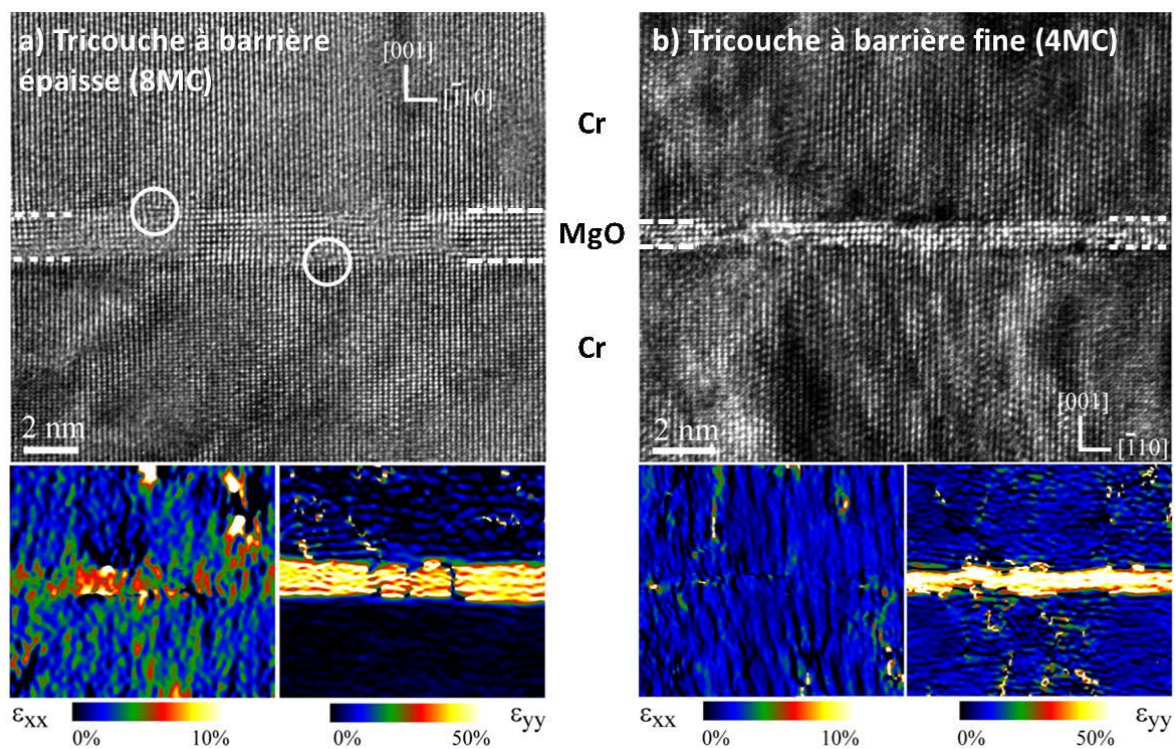 a) Tricouche à barrière
épaisse (8MC)
[001]
[1̅10]
2 nm
Cr
MgO
Cr
b) Tricouche à barrière fine (4MC)
[001]
[1̅10]
2 nm
εxx
0%
10%
εyy
0%
50%
εxx
0%
10%
εyy
0%
50%